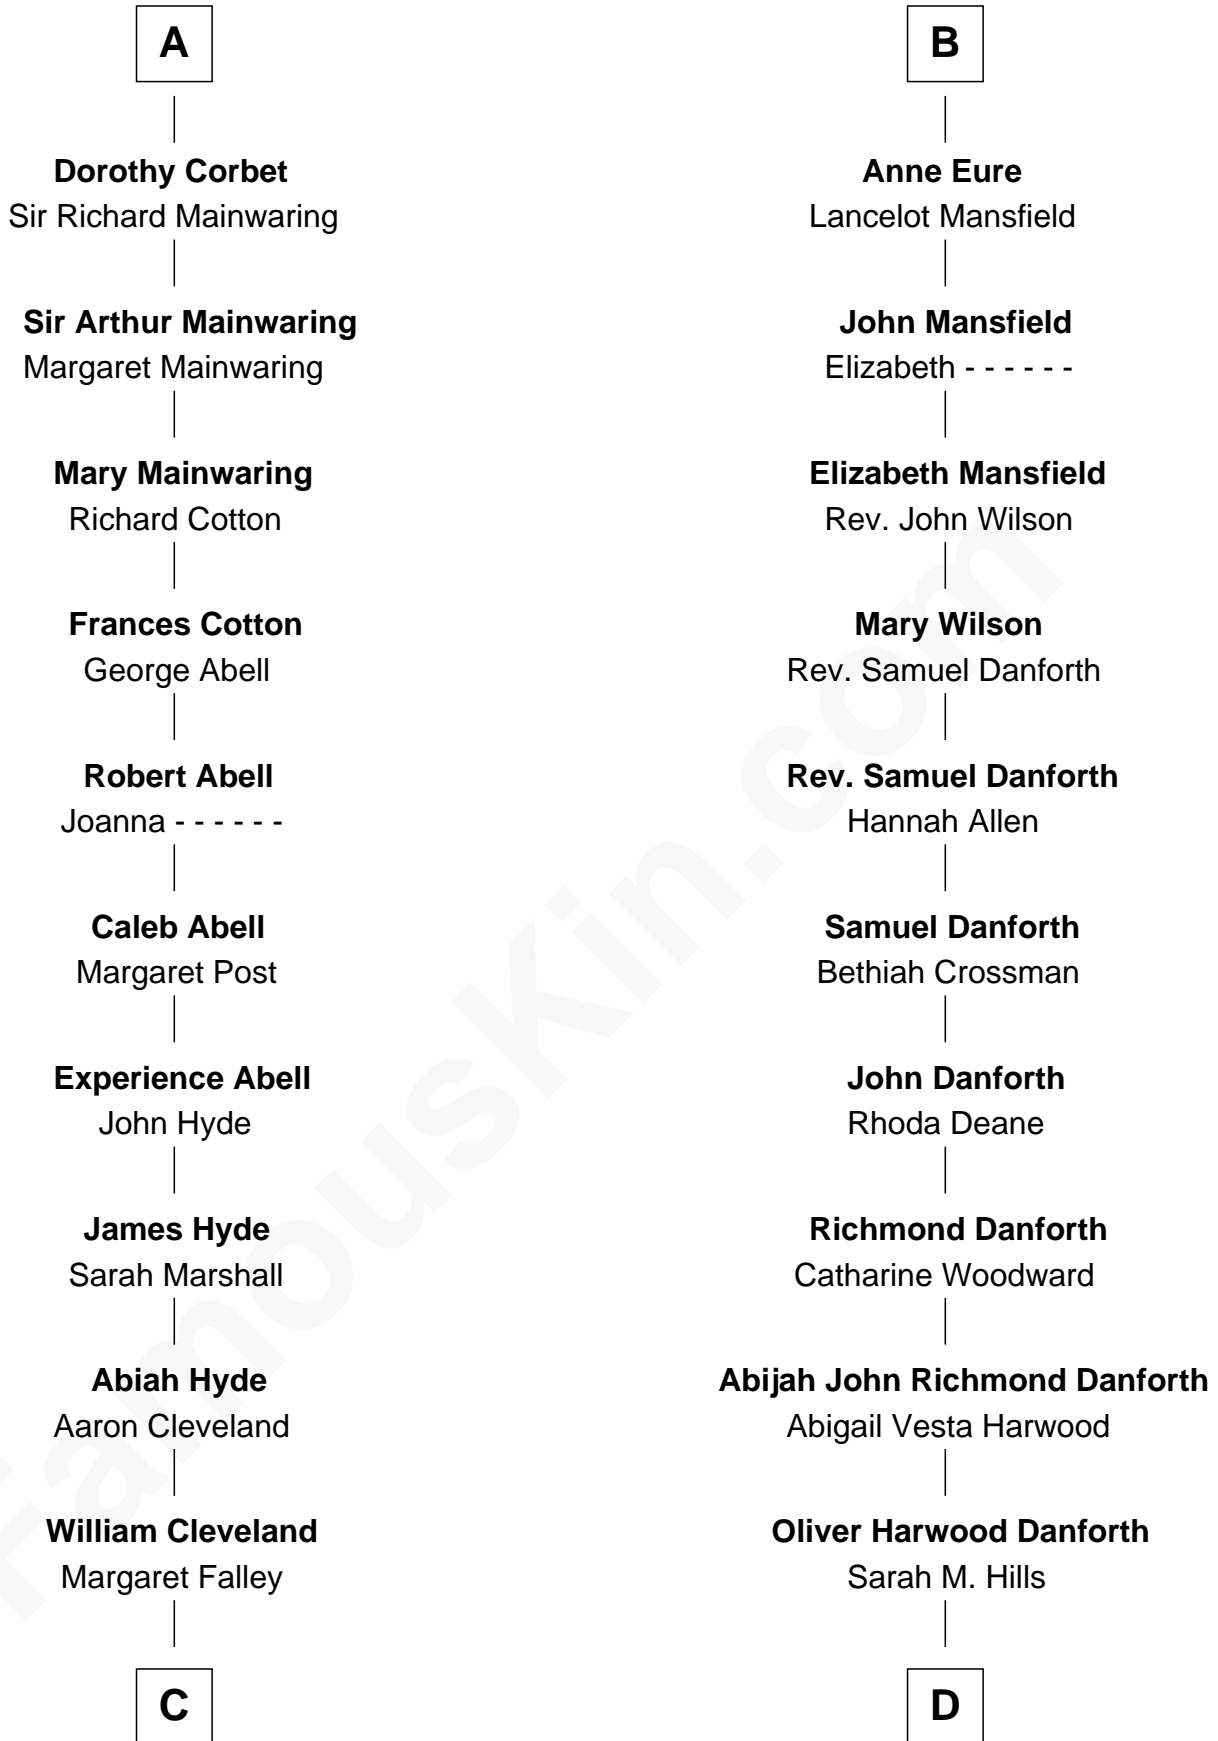 A
Dorothy Corbet
Sir Richard Mainwaring
Sir Arthur Mainwaring
Margaret Mainwaring
Mary Mainwaring
Richard Cotton
Frances Cotton
George Abell
Robert Abell
Joanna - - - - - -
Caleb Abell
Margaret Post
Experience Abell
John Hyde
James Hyde
Sarah Marshall
Abiah Hyde
Aaron Cleveland
William Cleveland
Margaret Falley
C
B
Anne Eure
Lancelot Mansfield
John Mansfield
Elizabeth - - - - - -
Elizabeth Mansfield
Rev. John Wilson
Mary Wilson
Rev. Samuel Danforth
Rev. Samuel Danforth
Hannah Allen
Samuel Danforth
Bethiah Crossman
John Danforth
Rhoda Deane
Richmond Danforth
Catharine Woodward
Abijah John Richmond Danforth
Abigail Vesta Harwood
Oliver Harwood Danforth
Sarah M. Hills
D
FamousKin.com